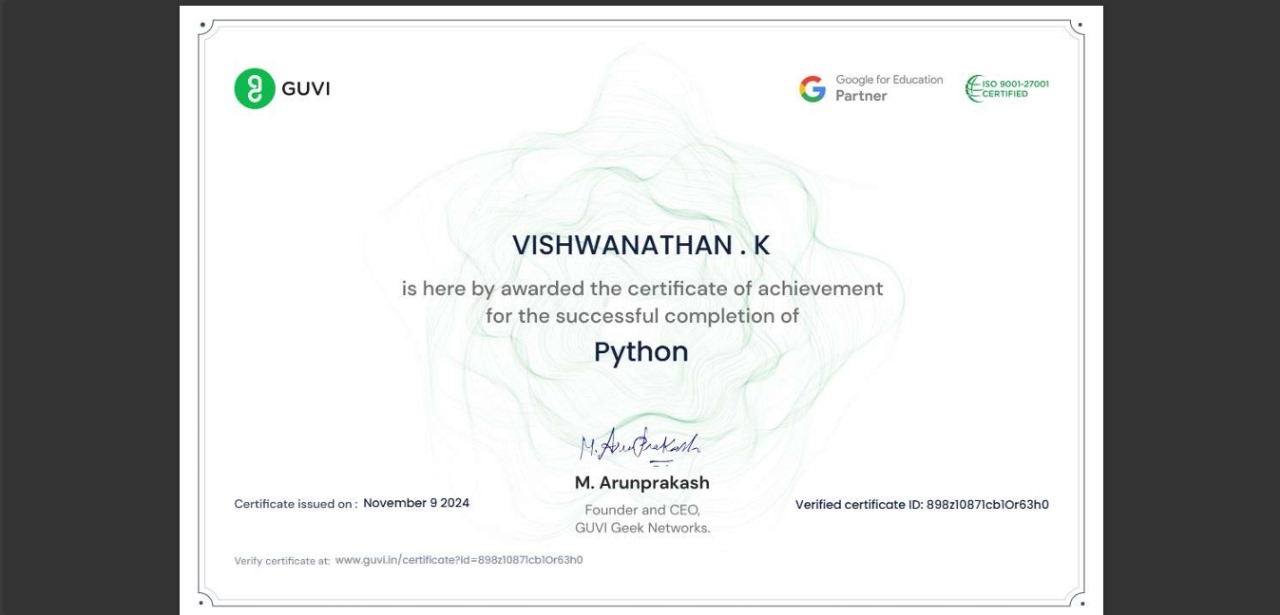 GUVI
Google for Education
Partner
ISO 9001-27001
CERTIFIED
VISHWANATHAN . K
is here by awarded the certificate of achievement
for the successful completion of
Python
M. Arunprakash
M. Arunprakash
Founder and CEO,
GUVI Geek Networks.
Certificate issued on : November 9 2024
Verified certificate ID: 898z10871cb1Or63h0
Verify certificate at: www.guvi.in/certificate?id=898z10871cb1Or63h0